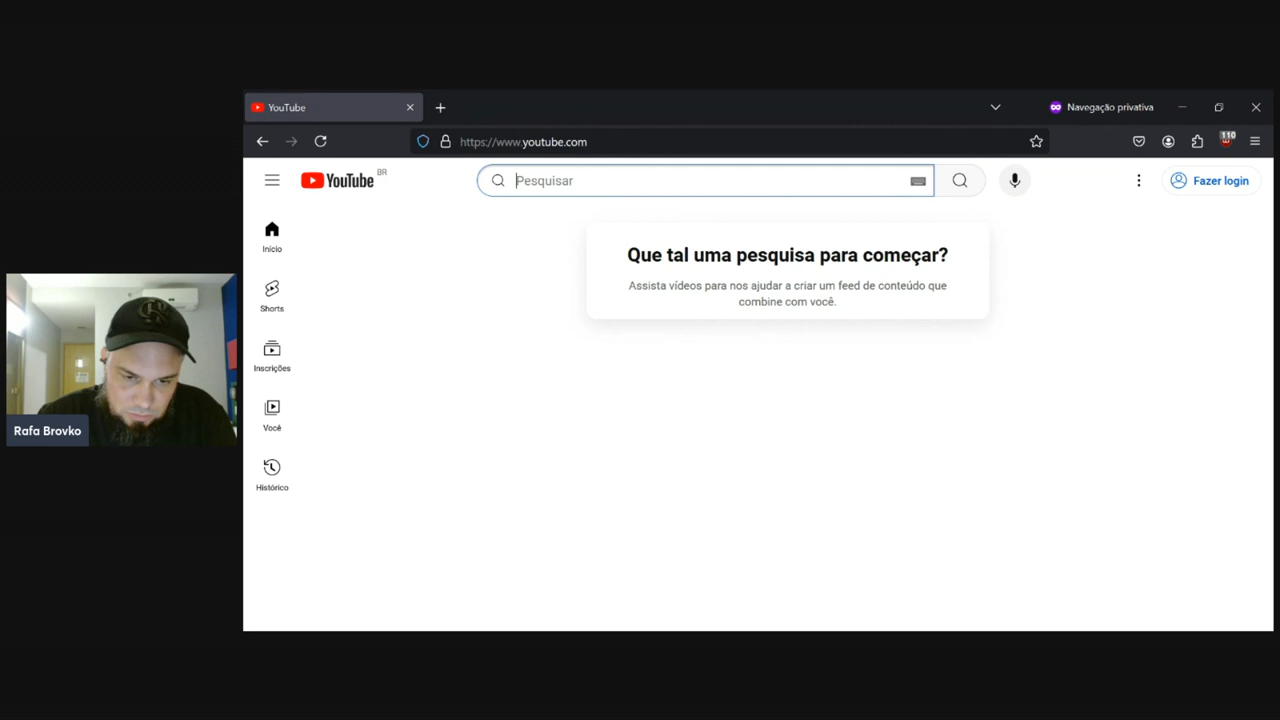 YouTube
Navegação privativa
https://www.youtube.com
110
YouTube BR
Pesquisar
Fazer login
Início
Shorts
Inscrições
Você
Histórico
Que tal uma pesquisa para começar?
Assista vídeos para nos ajudar a criar um feed de conteúdo que
combine com você.
Rafa Brovko